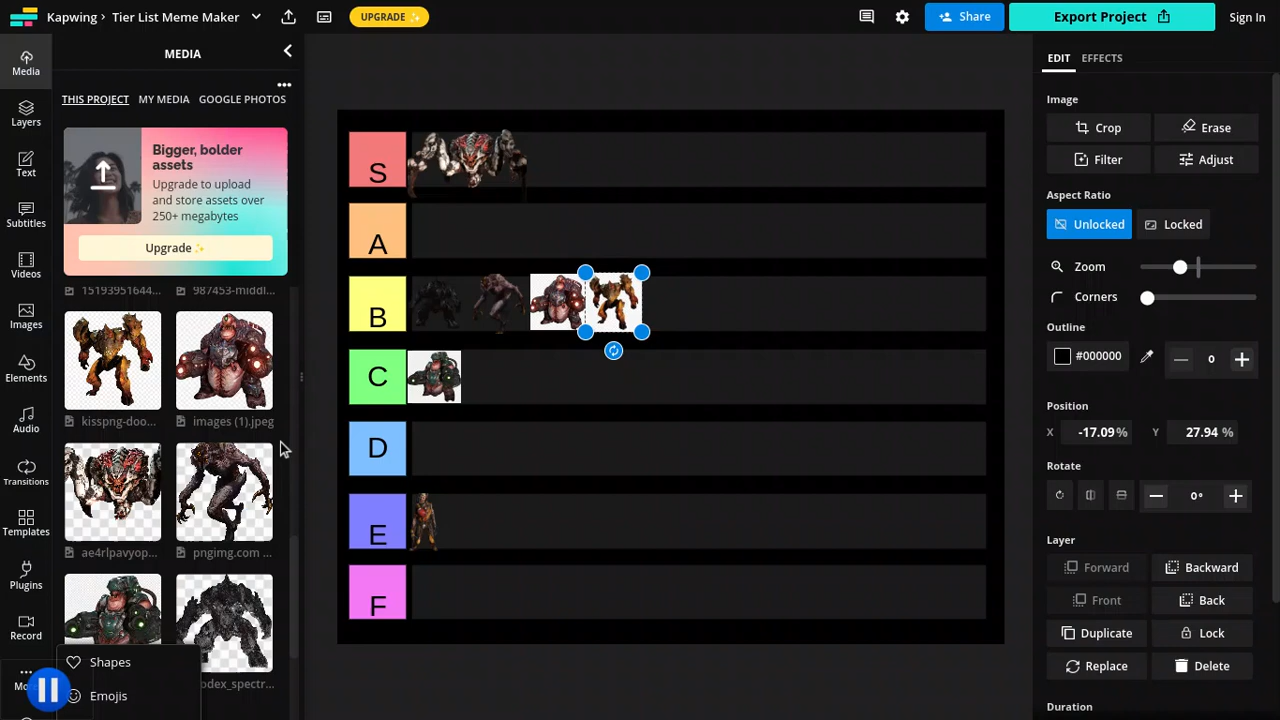 Kapwing › Tier List Meme Maker
UPGRADE ✨
Share
Export Project
Sign In
Media
Layers
Text
Subtitles
Videos
Images
Elements
Audio
Transitions
Templates
Plugins
Record
MEDIA
THIS PROJECT
MY MEDIA
GOOGLE PHOTOS
Bigger, bolder
assets
Upgrade to upload
and store assets over
250+ megabytes
Upgrade ✨
15193951644...
987453-middl...
kisspng-doo...
images (1).jpeg
ae4rlpavyop...
pngimg.com ...
odex_spectr...
Shapes
Emojis
S
A
B
C
D
E
F
EDIT
EFFECTS
Image
Crop
Erase
Filter
Adjust
Aspect Ratio
Unlocked
Locked
Zoom
Corners
Outline
#000000
0
Position
X -17.09 %
Y 27.94 %
Rotate
0°
Layer
Forward
Backward
Front
Back
Duplicate
Lock
Replace
Delete
Duration